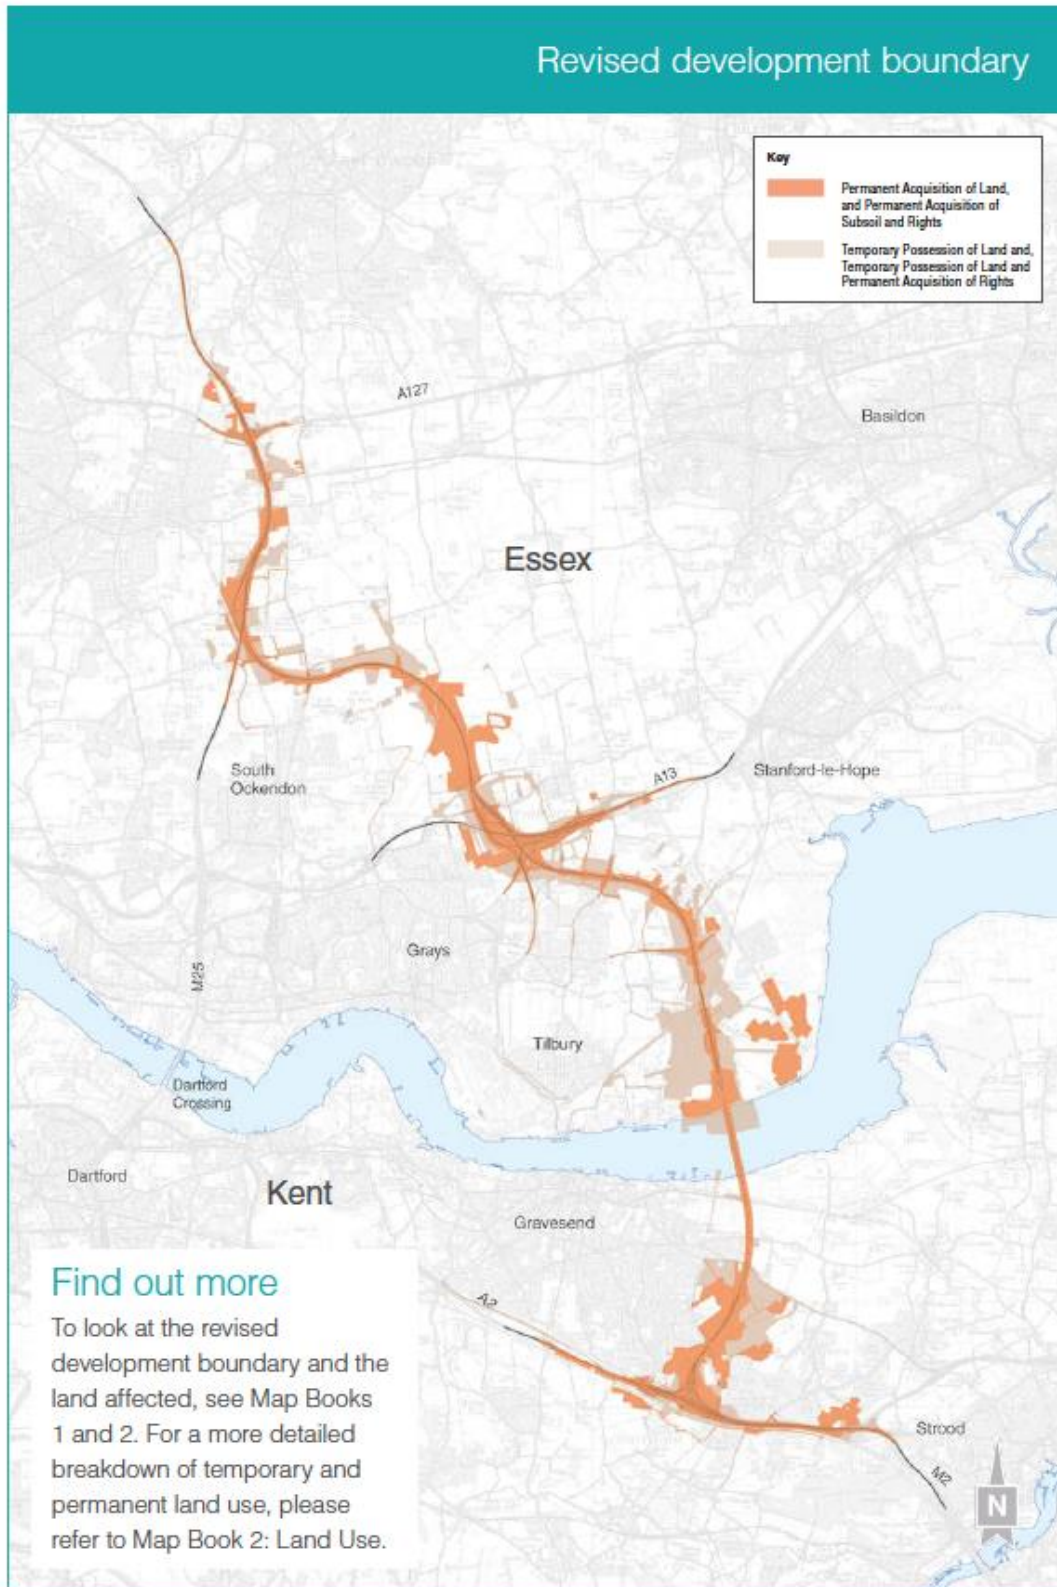 Revised development boundary
Key
Permanent Acquisition of Land,
and Permanent Acquisition of
Subsoil and Rights
Temporary Possession of Land and,
Temporary Possession of Land and
Permanent Acquisition of Rights
A127
Basildon
Essex
South
Ockendon
A13
Stanford-le-Hope
Grays
M25
Tilbury
Dartford
Crossing
Dartford
Kent
Gravesend
A2
Strood
M2
N
Find out more
To look at the revised
development boundary and the
land affected, see Map Books
1 and 2. For a more detailed
breakdown of temporary and
permanent land use, please
refer to Map Book 2: Land Use.